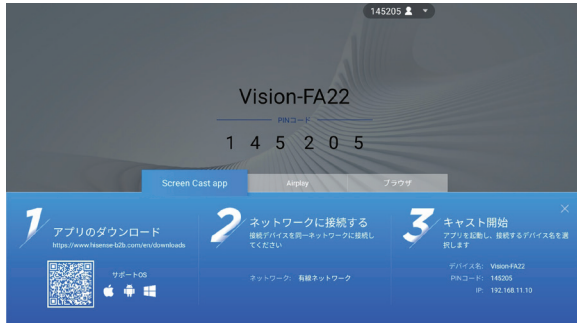 145205
Vision-FA22
PINコード
1 4 5 2 0 5
Screen Cast app
Airplay
ブラウザ
1
アプリのダウンロード
https://www.hisense-b2b.com/en/downloads
サポートOS
2
ネットワークに接続する
接続デバイスを同一ネットワークに接続し
てください
ネットワーク: 有線ネットワーク
3
キャスト開始
アプリを起動し、接続するデバイス名を選
択します
デバイス名: Vision-FA22
PINコード: 145205
IP: 192.168.11.10